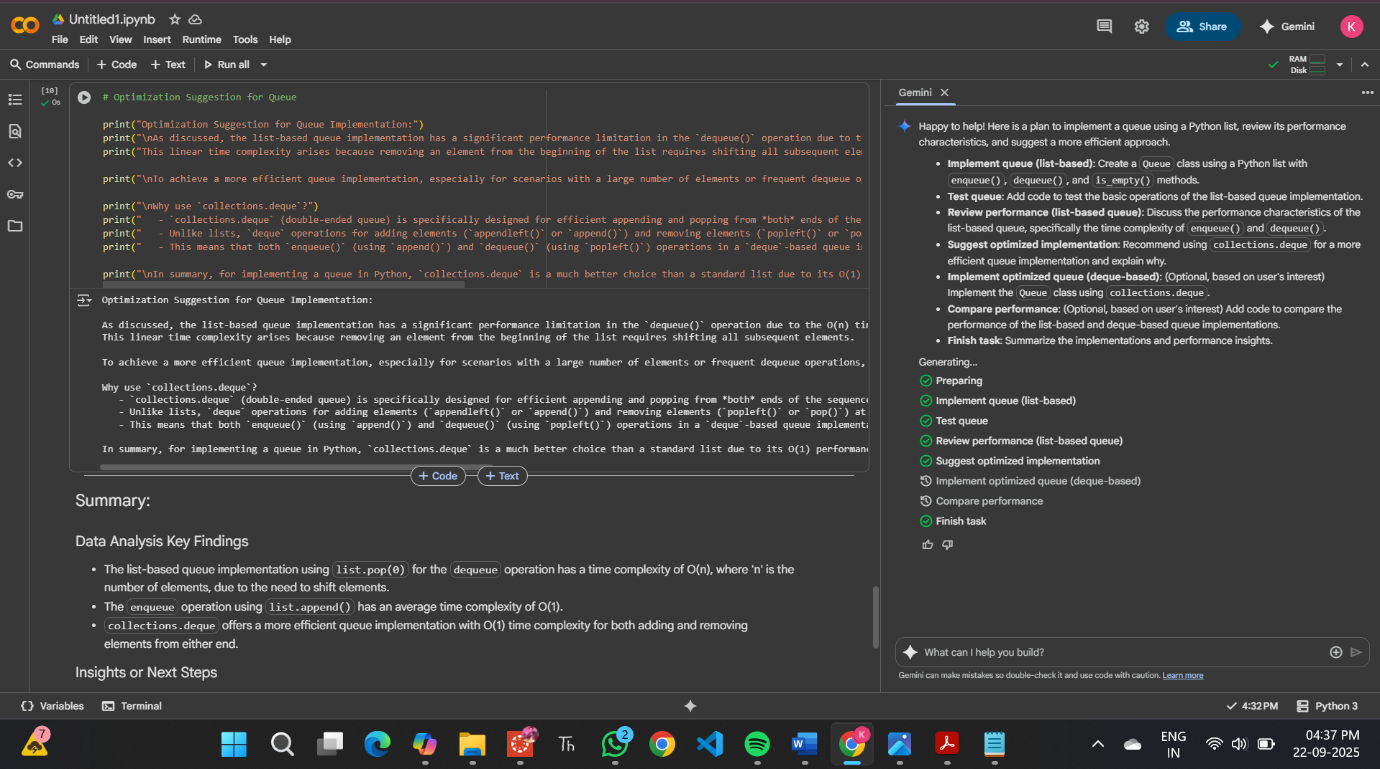 Untitled1.ipynb
File Edit View Insert Runtime Tools Help
Share
Gemini
K
Commands + Code + Text Run all
RAM
Disk
[10]
0s
# Optimization Suggestion for Queue
print("Optimization Suggestion for Queue Implementation:")
print("\nAs discussed, the list-based queue implementation has a significant performance limitation in the `dequeue()` operation due to t
print("This linear time complexity arises because removing an element from the beginning of the list requires shifting all subsequent ele
print("\nTo achieve a more efficient queue implementation, especially for scenarios with a large number of elements or frequent dequeue o
print("\nWhy use `collections.deque`?")
print("   - `collections.deque` (double-ended queue) is specifically designed for efficient appending and popping from *both* ends of the
print("   - Unlike lists, `deque` operations for adding elements (`appendleft()` or `append()`) and removing elements (`popleft()` or `po
print("   - This means that both `enqueue()` (using `append()`) and `dequeue()` (using `popleft()`) operations in a `deque`-based queue i
print("\nIn summary, for implementing a queue in Python, `collections.deque` is a much better choice than a standard list due to its O(1)
Optimization Suggestion for Queue Implementation:
As discussed, the list-based queue implementation has a significant performance limitation in the `dequeue()` operation due to the O(n) ti
This linear time complexity arises because removing an element from the beginning of the list requires shifting all subsequent elements.
To achieve a more efficient queue implementation, especially for scenarios with a large number of elements or frequent dequeue operations,
Why use `collections.deque`?
- `collections.deque` (double-ended queue) is specifically designed for efficient appending and popping from *both* ends of the sequenc
- Unlike lists, `deque` operations for adding elements (`appendleft()` or `append()`) and removing elements (`popleft()` or `pop()`) at
- This means that both `enqueue()` (using `append()`) and `dequeue()` (using `popleft()`) operations in a `deque`-based queue implementa
In summary, for implementing a queue in Python, `collections.deque` is a much better choice than a standard list due to its O(1) performan
+ Code + Text
Summary:
Data Analysis Key Findings
• The list-based queue implementation using list.pop(0) for the dequeue operation has a time complexity of O(n), where 'n' is the
number of elements, due to the need to shift elements.
• The enqueue operation using list.append() has an average time complexity of O(1).
• collections.deque offers a more efficient queue implementation with O(1) time complexity for both adding and removing
elements from either end.
Insights or Next Steps
Gemini
Happy to help! Here is a plan to implement a queue using a Python list, review its performance
characteristics, and suggest a more efficient approach.
• Implement queue (list-based): Create a Queue class using a Python list with
enqueue(), dequeue(), and is_empty() methods.
• Test queue: Add code to test the basic operations of the list-based queue implementation.
• Review performance (list-based queue): Discuss the performance characteristics of the
list-based queue, specifically the time complexity of enqueue() and dequeue().
• Suggest optimized implementation: Recommend using collections.deque for a more
efficient queue implementation and explain why.
• Implement optimized queue (deque-based): (Optional, based on user's interest)
Implement the Queue class using collections.deque.
• Compare performance: (Optional, based on user's interest) Add code to compare the
performance of the list-based and deque-based queue implementations.
• Finish task: Summarize the implementations and performance insights.
Generating...
Preparing
Implement queue (list-based)
Test queue
Review performance (list-based queue)
Suggest optimized implementation
Implement optimized queue (deque-based)
Compare performance
Finish task
What can I help you build?
Gemini can make mistakes so double-check it and use code with caution. Learn more
Variables Terminal
4:32 PM Python 3
7
Th
2
K
ENG
IN
04:37 PM
22-09-2025